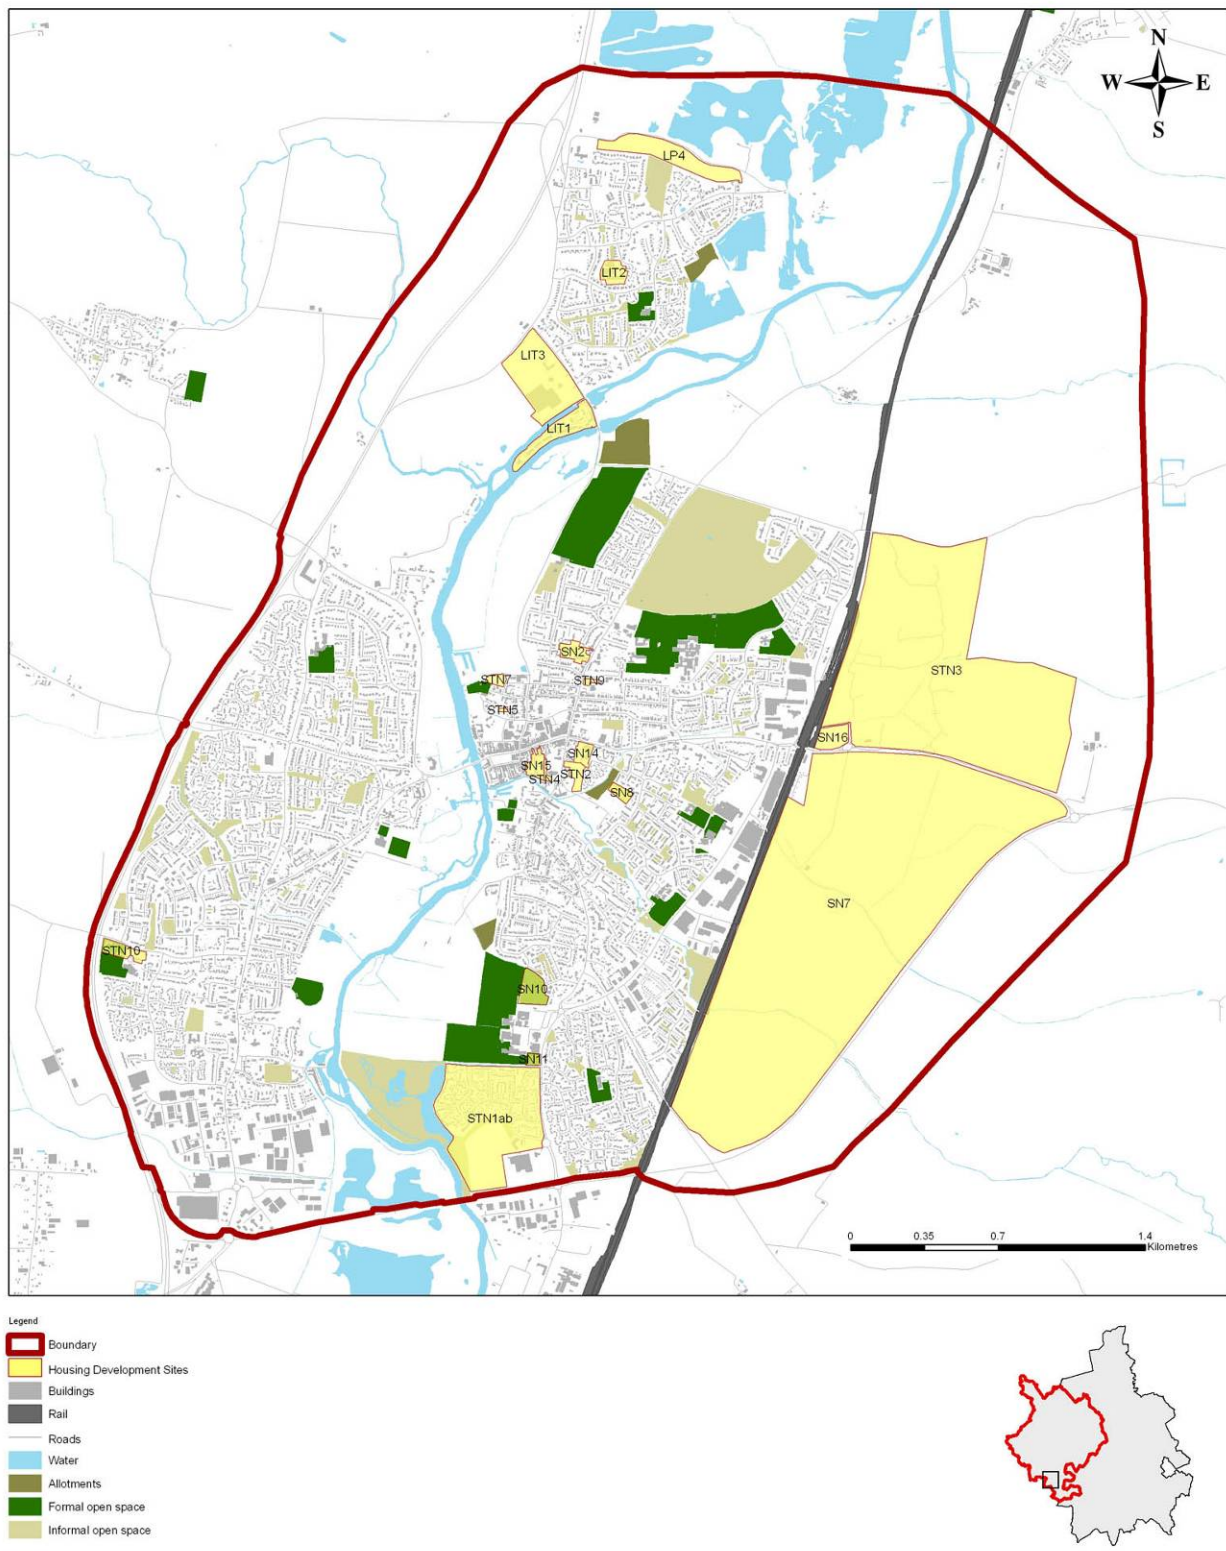 N
W E
S
LP4
LIT2
LIT3
LIT1
SN2
STN7
STN9
STN3
STN5
SN16
SN14
SN15
STN2
STN4
SN8
SN7
STN10
SN10
SN11
STN1ab
0 0.35 0.7 1.4
Kilometres
Legend
Boundary
Housing Development Sites
Buildings
Rail
Roads
Water
Allotments
Formal open space
Informal open space